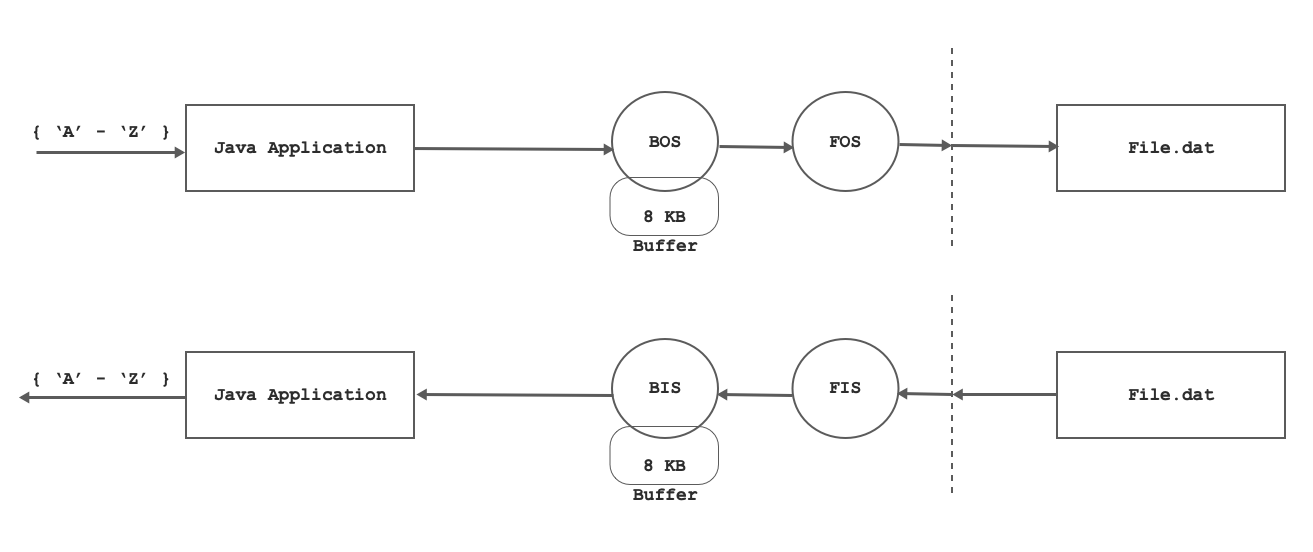 { ‘A’ - ‘Z’ }
Java Application
BOS
FOS
File.dat
8 KB
Buffer
{ ‘A’ - ‘Z’ }
Java Application
BIS
FIS
File.dat
8 KB
Buffer